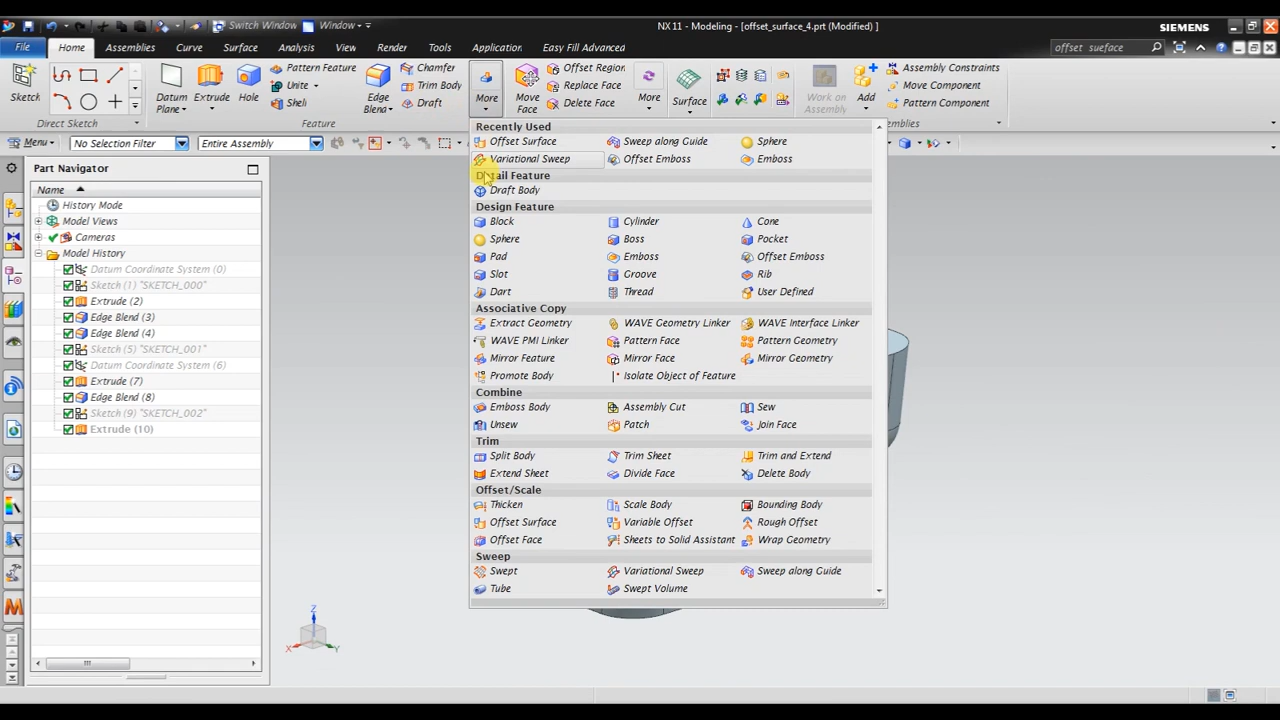 Switch Window Window
NX 11 - Modeling - [offset_surface_4.prt (Modified) ]
SIEMENS
File Home Assemblies Curve Surface Analysis View Render Tools Application Easy Fill Advanced
offset sueface
Sketch
Direct Sketch
Datum Plane
Extrude
Hole
Pattern Feature
Unite
Shell
Edge Blend
Chamfer
Trim Body
Draft
Feature
More
Move Face
Offset Region
Replace Face
Delete Face
More
Surface
Work on Assembly
Add
Assembly Constraints
Move Component
Pattern Component
Menu
No Selection Filter
Entire Assembly
Part Navigator
Name
History Mode
Model Views
Cameras
Model History
Datum Coordinate System (0)
Sketch (1) "SKETCH_000"
Extrude (2)
Edge Blend (3)
Edge Blend (4)
Sketch (5) "SKETCH_001"
Datum Coordinate System (6)
Extrude (7)
Edge Blend (8)
Sketch (9) "SKETCH_002"
Extrude (10)
Recently Used
Offset Surface Sweep along Guide Sphere
Variational Sweep Offset Emboss Emboss
Detail Feature
Draft Body
Design Feature
Block Cylinder Cone
Sphere Boss Pocket
Pad Emboss Offset Emboss
Slot Groove Rib
Dart Thread User Defined
Associative Copy
Extract Geometry WAVE Geometry Linker WAVE Interface Linker
WAVE PMI Linker Pattern Face Pattern Geometry
Mirror Feature Mirror Face Mirror Geometry
Promote Body Isolate Object of Feature
Combine
Emboss Body Assembly Cut Sew
Unsew Patch Join Face
Trim
Split Body Trim Sheet Trim and Extend
Extend Sheet Divide Face Delete Body
Offset/Scale
Thicken Scale Body Bounding Body
Offset Surface Variable Offset Rough Offset
Offset Face Sheets to Solid Assistant Wrap Geometry
Sweep
Swept Variational Sweep Sweep along Guide
Tube Swept Volume
Z
X Y